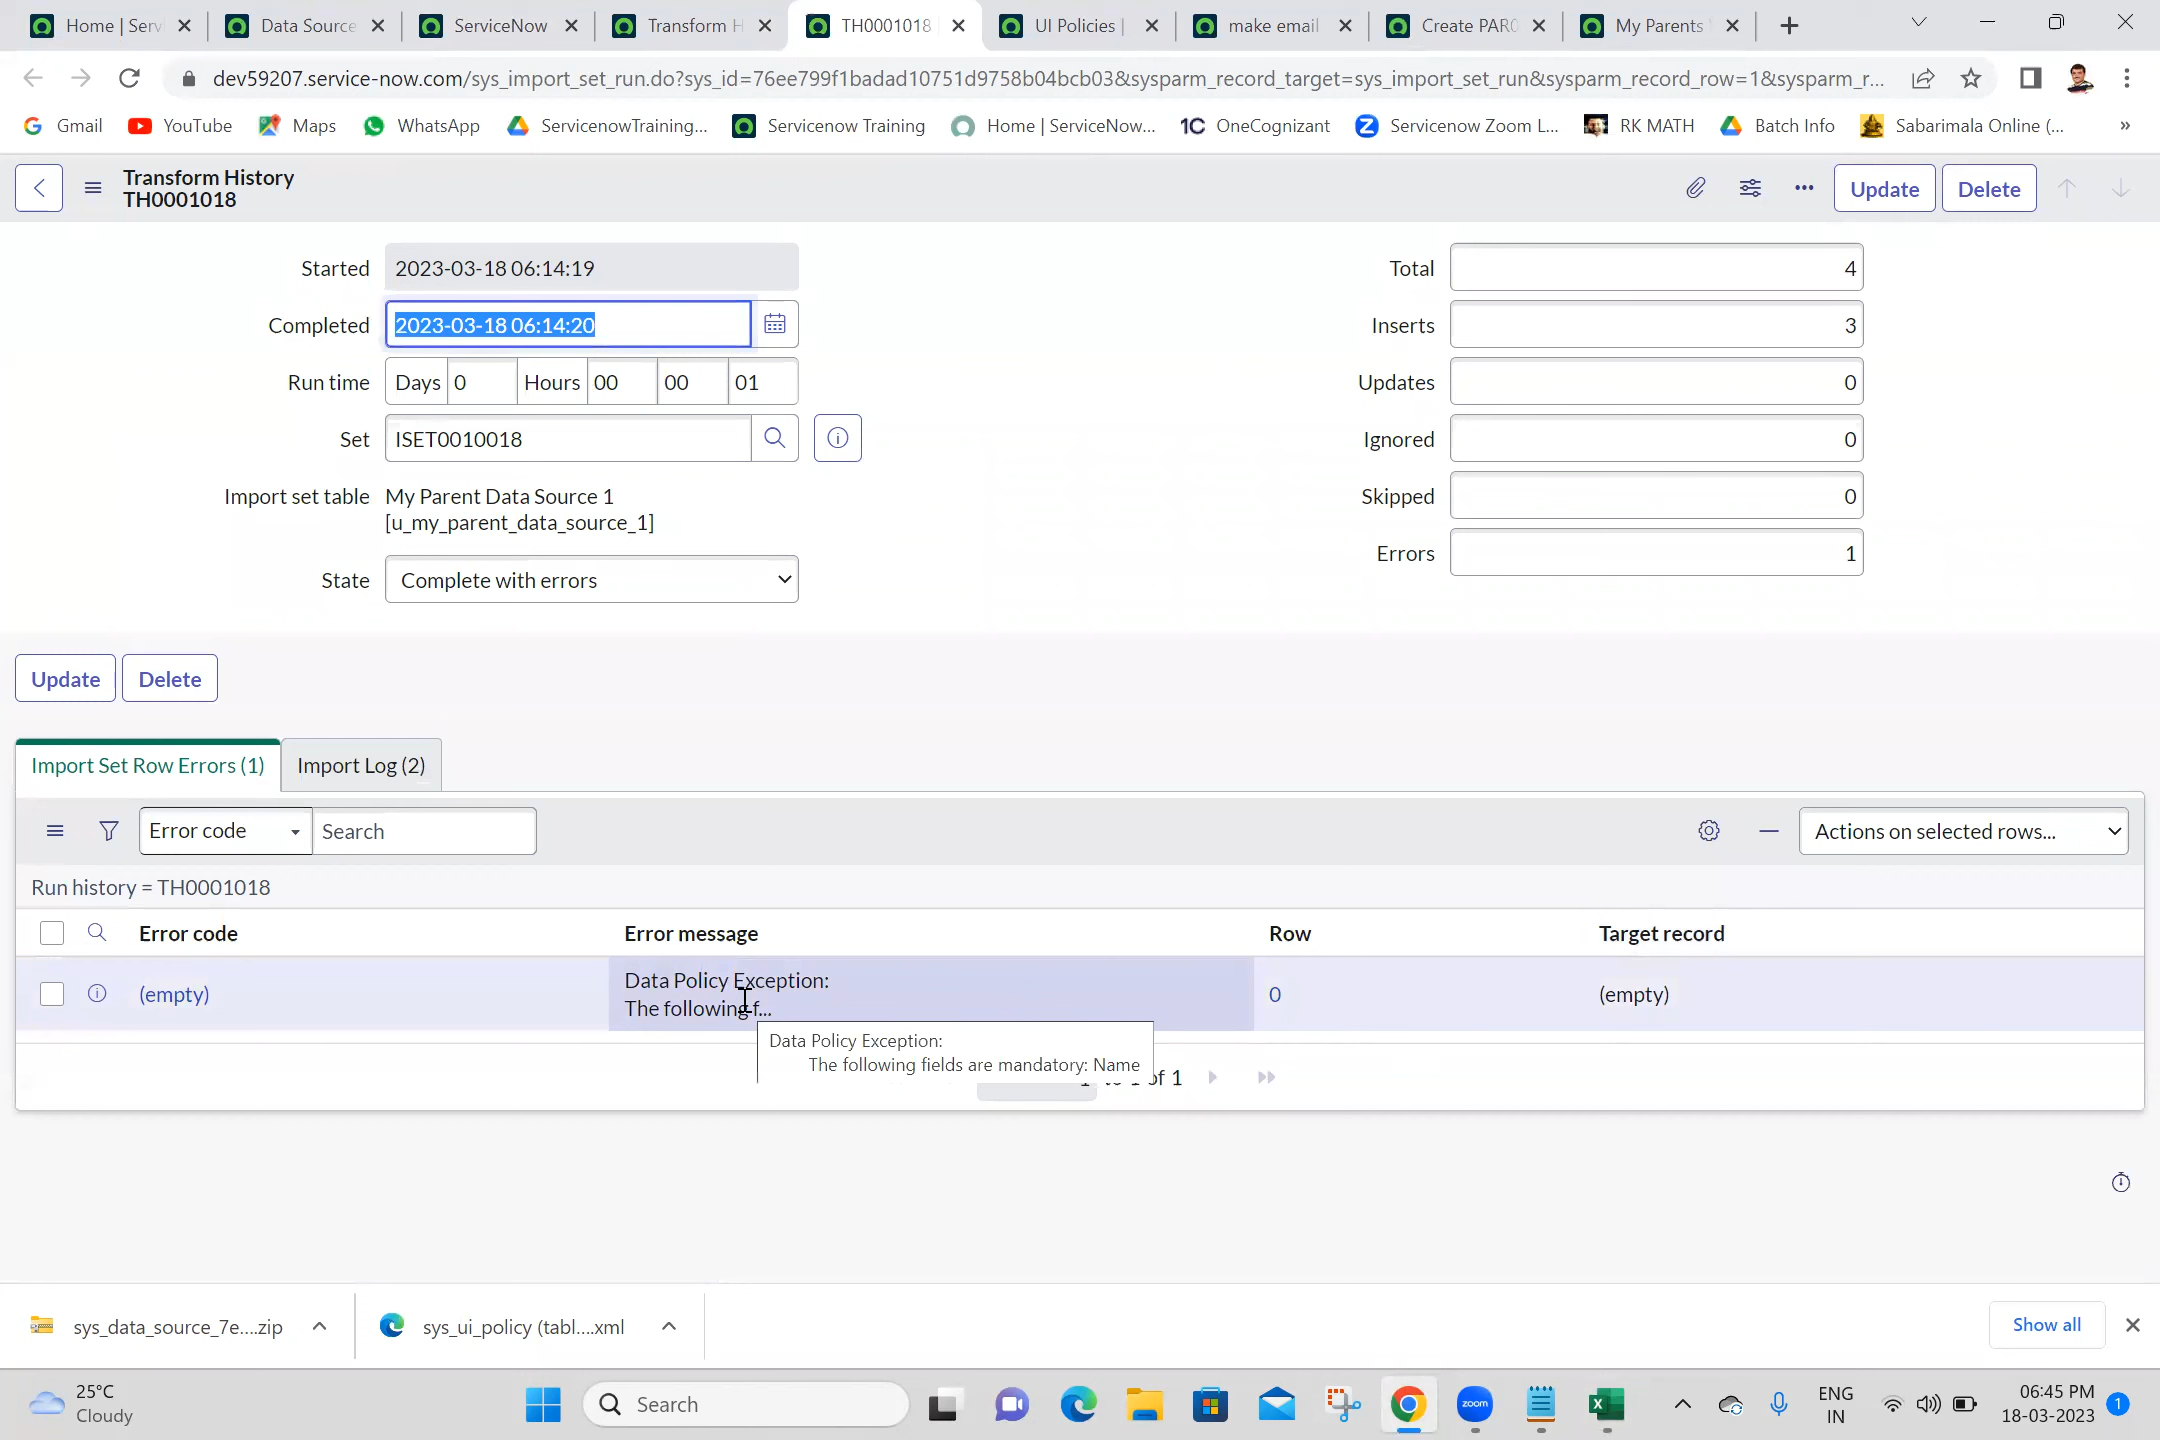 Home | Serv
Data Source
ServiceNow
Transform H
TH0001018
UI Policies |
make email
Create PAR0
My Parents
dev59207.service-now.com/sys_import_set_run.do?sys_id=76ee799f1badad10751d9758b04bcb03&sysparm_record_target=sys_import_set_run&sysparm_record_row=1&sysparm_r...
Gmail
YouTube
Maps
WhatsApp
ServicenowTraining...
Servicenow Training
Home | ServiceNow...
1C OneCognizant
Servicenow Zoom L...
RK MATH
Batch Info
Sabarimala Online (...
»
Transform History
TH0001018
Update
Delete
Started 2023-03-18 06:14:19
Completed 2023-03-18 06:14:20
Run time Days 0 Hours 00 00 01
Set ISET0010018
Import set table My Parent Data Source 1
[u_my_parent_data_source_1]
State Complete with errors
Total 4
Inserts 3
Updates 0
Ignored 0
Skipped 0
Errors 1
Update
Delete
Import Set Row Errors (1)
Import Log (2)
Error code
Search
Actions on selected rows...
Run history = TH0001018
Error code
Error message
Row
Target record
(empty)
Data Policy Exception:
The following f...
0
(empty)
Data Policy Exception:
The following fields are mandatory: Name
of 1
sys_data_source_7e....zip
sys_ui_policy (tabl....xml
Show all
25°C
Cloudy
Search
zoom
ENG
IN
06:45 PM
18-03-2023
1